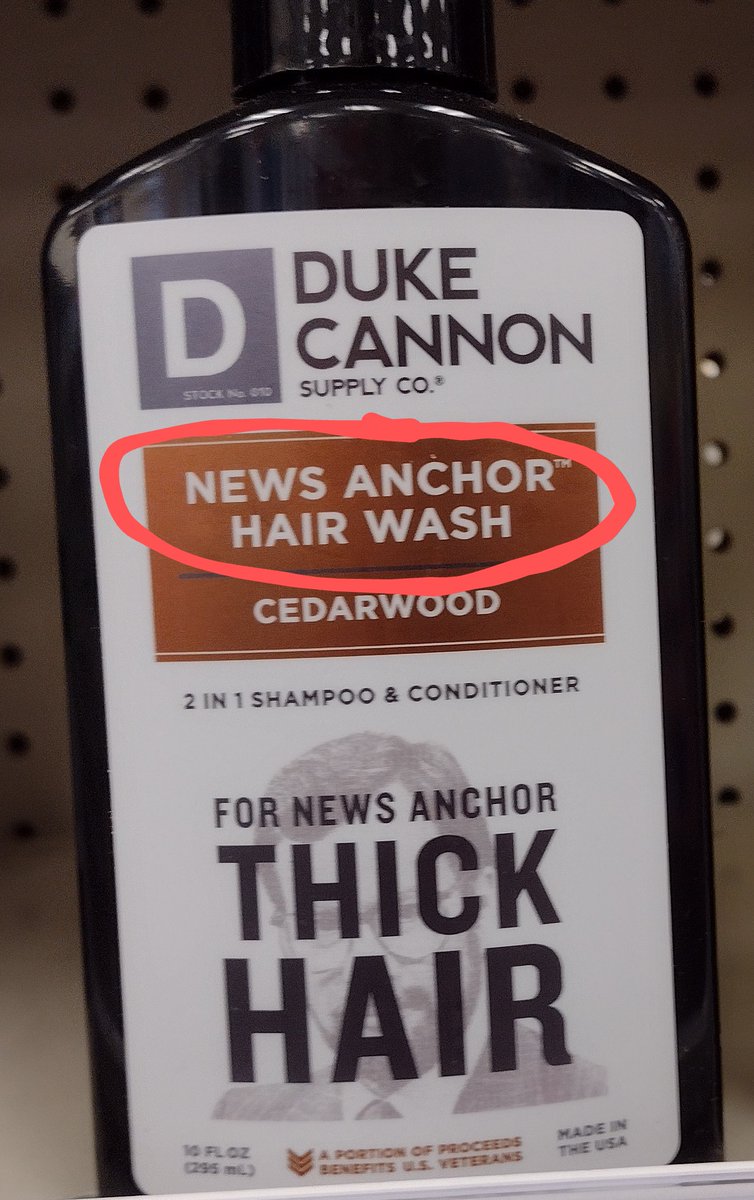 D
STOCK No. 010
DUKE
CANNON
SUPPLY CO.®
NEWS ANCHOR™
HAIR WASH
CEDARWOOD
2 IN 1 SHAMPOO & CONDITIONER
FOR NEWS ANCHOR
THICK
HAIR
10 FL OZ
(295 mL)
A PORTION OF PROCEEDS
BENEFITS U.S. VETERANS
MADE IN
THE USA